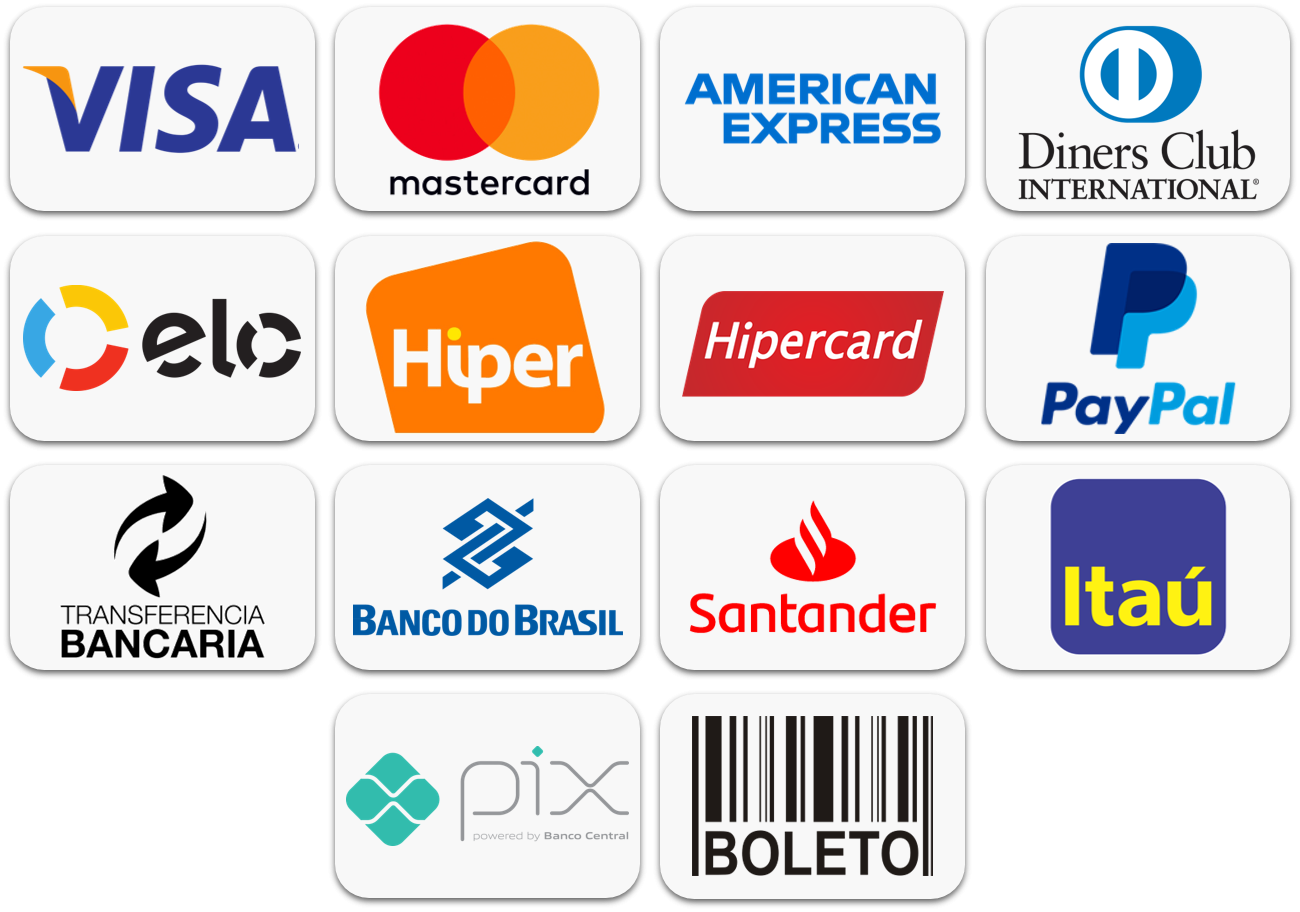 VISA
mastercard
AMERICAN
EXPRESS
Diners Club
INTERNATIONAL®
elo
Hiper
Hipercard
PayPal
TRANSFERENCIA
BANCARIA
BANCO DO BRASIL
Santander
Itaú
pix
powered by Banco Central
BOLETO